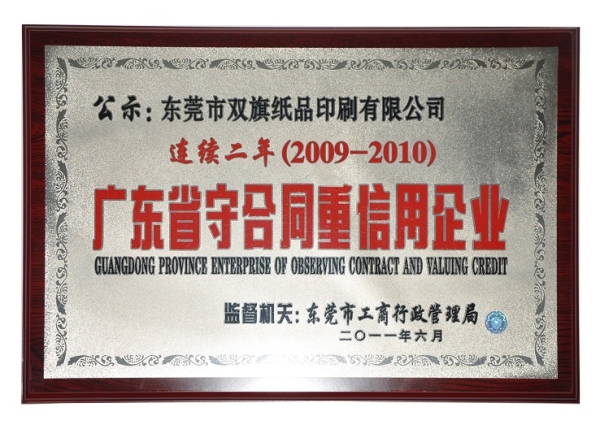 公示：东莞市双旗纸品印刷有限公司
连续二年(2009-2010)
广东省守合同重信用企业
GUANGDONG PROVINCE ENTERPRISE OF OBSERVING CONTRACT AND VALUING CREDIT
监督机关：东莞市工商行政管理局
二〇一一年六月